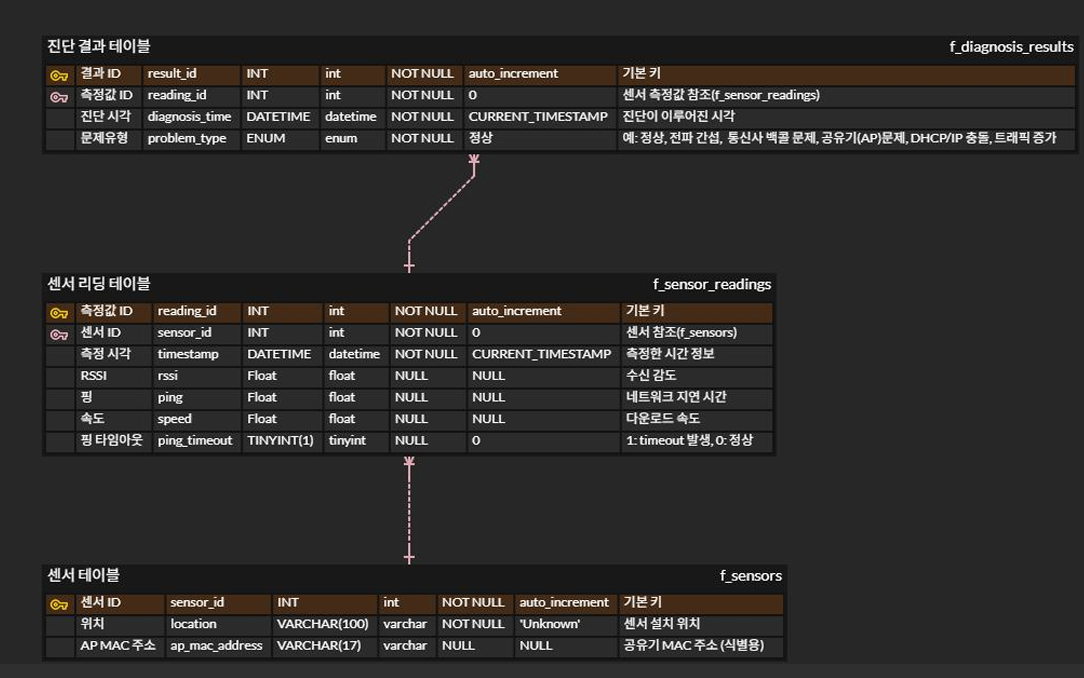 진단 결과 테이블 f_diagnosis_results
결과 ID result_id INT int NOT NULL auto_increment 기본 키
측정값 ID reading_id INT int NOT NULL 0 센서 측정값 참조(f_sensor_readings)
진단 시각 diagnosis_time DATETIME datetime NOT NULL CURRENT_TIMESTAMP 진단이 이루어진 시각
문제유형 problem_type ENUM enum NOT NULL 정상 예: 정상, 전파 간섭, 통신사 백콜 문제, 공유기(AP)문제, DHCP/IP 충돌, 트래픽 증가
센서 리딩 테이블 f_sensor_readings
측정값 ID reading_id INT int NOT NULL auto_increment 기본 키
센서 ID sensor_id INT int NOT NULL 0 센서 참조(f_sensors)
측정 시각 timestamp DATETIME datetime NOT NULL CURRENT_TIMESTAMP 측정한 시간 정보
RSSI rssi Float float NULL NULL 수신 감도
핑 ping Float float NULL NULL 네트워크 지연 시간
속도 speed Float float NULL NULL 다운로드 속도
핑 타임아웃 ping_timeout TINYINT(1) tinyint NULL 0 1: timeout 발생, 0: 정상
센서 테이블 f_sensors
센서 ID sensor_id INT int NOT NULL auto_increment 기본 키
위치 location VARCHAR(100) varchar NOT NULL 'Unknown' 센서 설치 위치
AP MAC 주소 ap_mac_address VARCHAR(17) varchar NULL NULL 공유기 MAC 주소 (식별용)